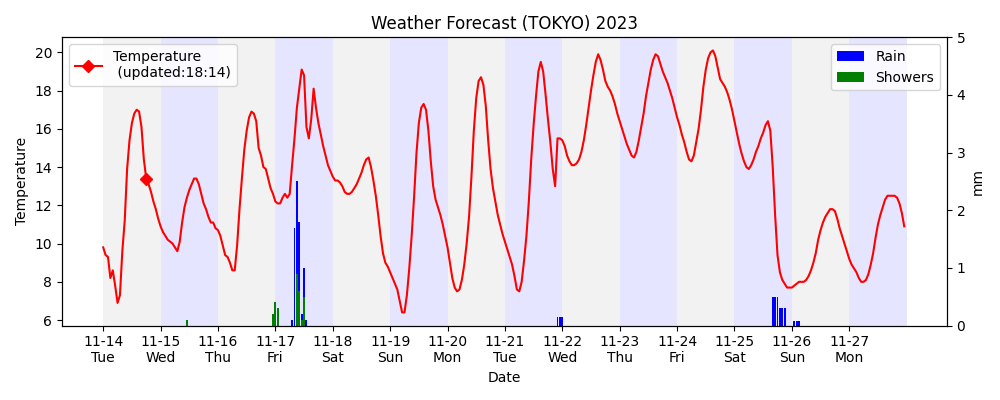 Weather Forecast (TOKYO) 2023
Temperature
(updated:18:14)
Rain
Showers
Temperature
20
18
16
14
12
10
8
6
5
4
3
2
1
0
mm
11-14 11-15 11-16 11-17 11-18 11-19 11-20 11-21 11-22 11-23 11-24 11-25 11-26 11-27
Tue Wed Thu Fri Sat Sun Mon Tue Wed Thu Fri Sat Sun Mon
Date